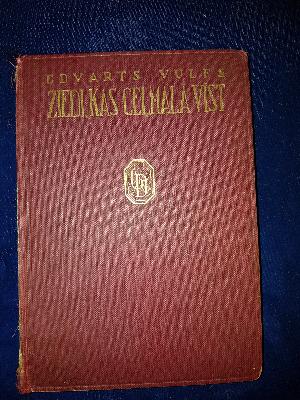 EDVARTS VULFS
ZIEDI, KAS CEĻMALĀ VĪST